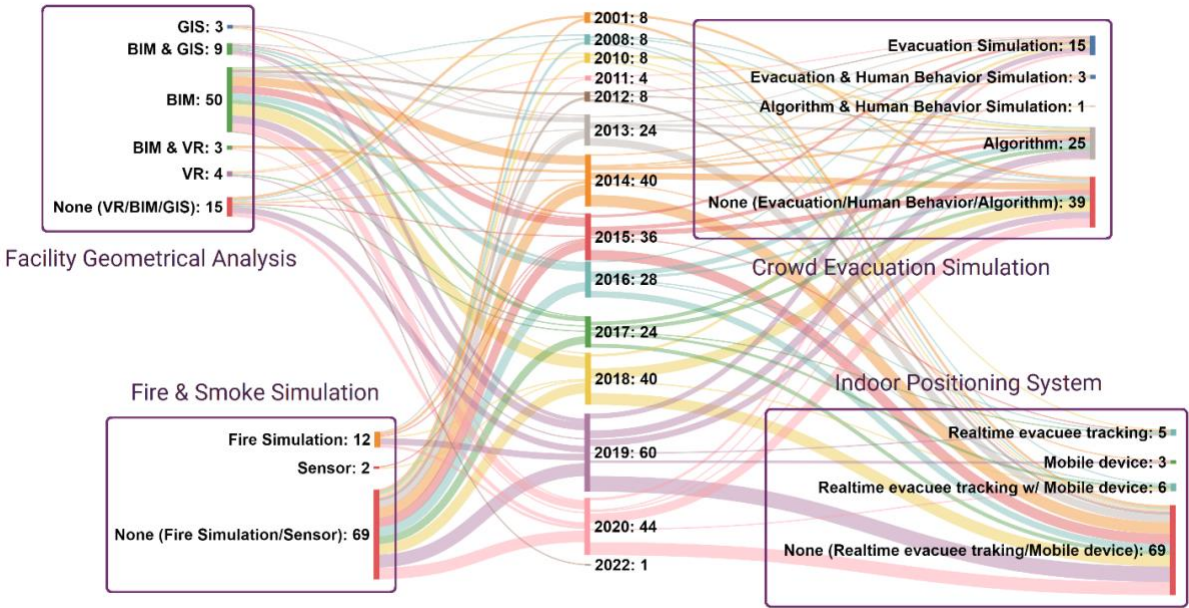 GIS: 3
BIM & GIS: 9
BIM: 50
BIM & VR: 3
VR: 4
None (VR/BIM/GIS): 15
Facility Geometrical Analysis
Fire & Smoke Simulation
Fire Simulation: 12
Sensor: 2
None (Fire Simulation/Sensor): 69
2001: 8
2008: 8
2010: 8
2011: 4
2012: 8
2013: 24
2014: 40
2015: 36
2016: 28
2017: 24
2018: 40
2019: 60
2020: 44
2022: 1
Evacuation Simulation: 15
Evacuation & Human Behavior Simulation: 3
Algorithm & Human Behavior Simulation: 1
Algorithm: 25
None (Evacuation/Human Behavior/Algorithm): 39
Crowd Evacuation Simulation
Indoor Positioning System
Realtime evacuee tracking: 5
Mobile device: 3
Realtime evacuee tracking w/ Mobile device: 6
None (Realtime evacuee traking/Mobile device): 69